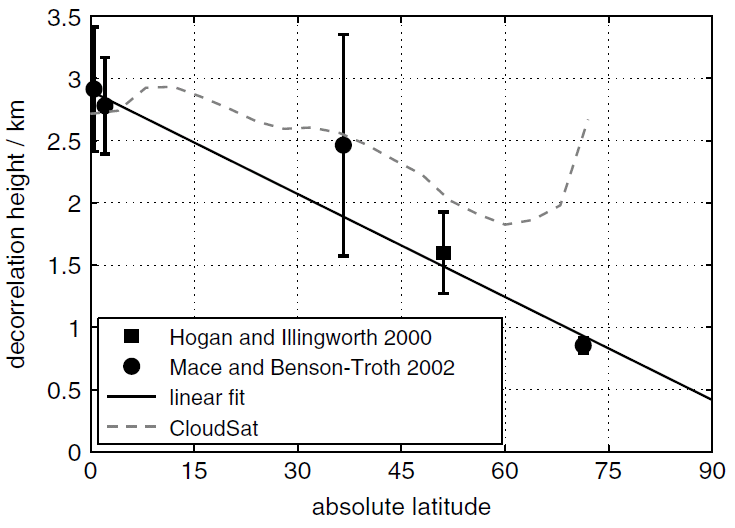 3.5
3
2.5
2
1.5
1
0.5
0
decorrelation height / km
Hogan and Illingworth 2000
Mace and Benson-Troth 2002
linear fit
CloudSat
0 15 30 45 60 75 90
absolute latitude